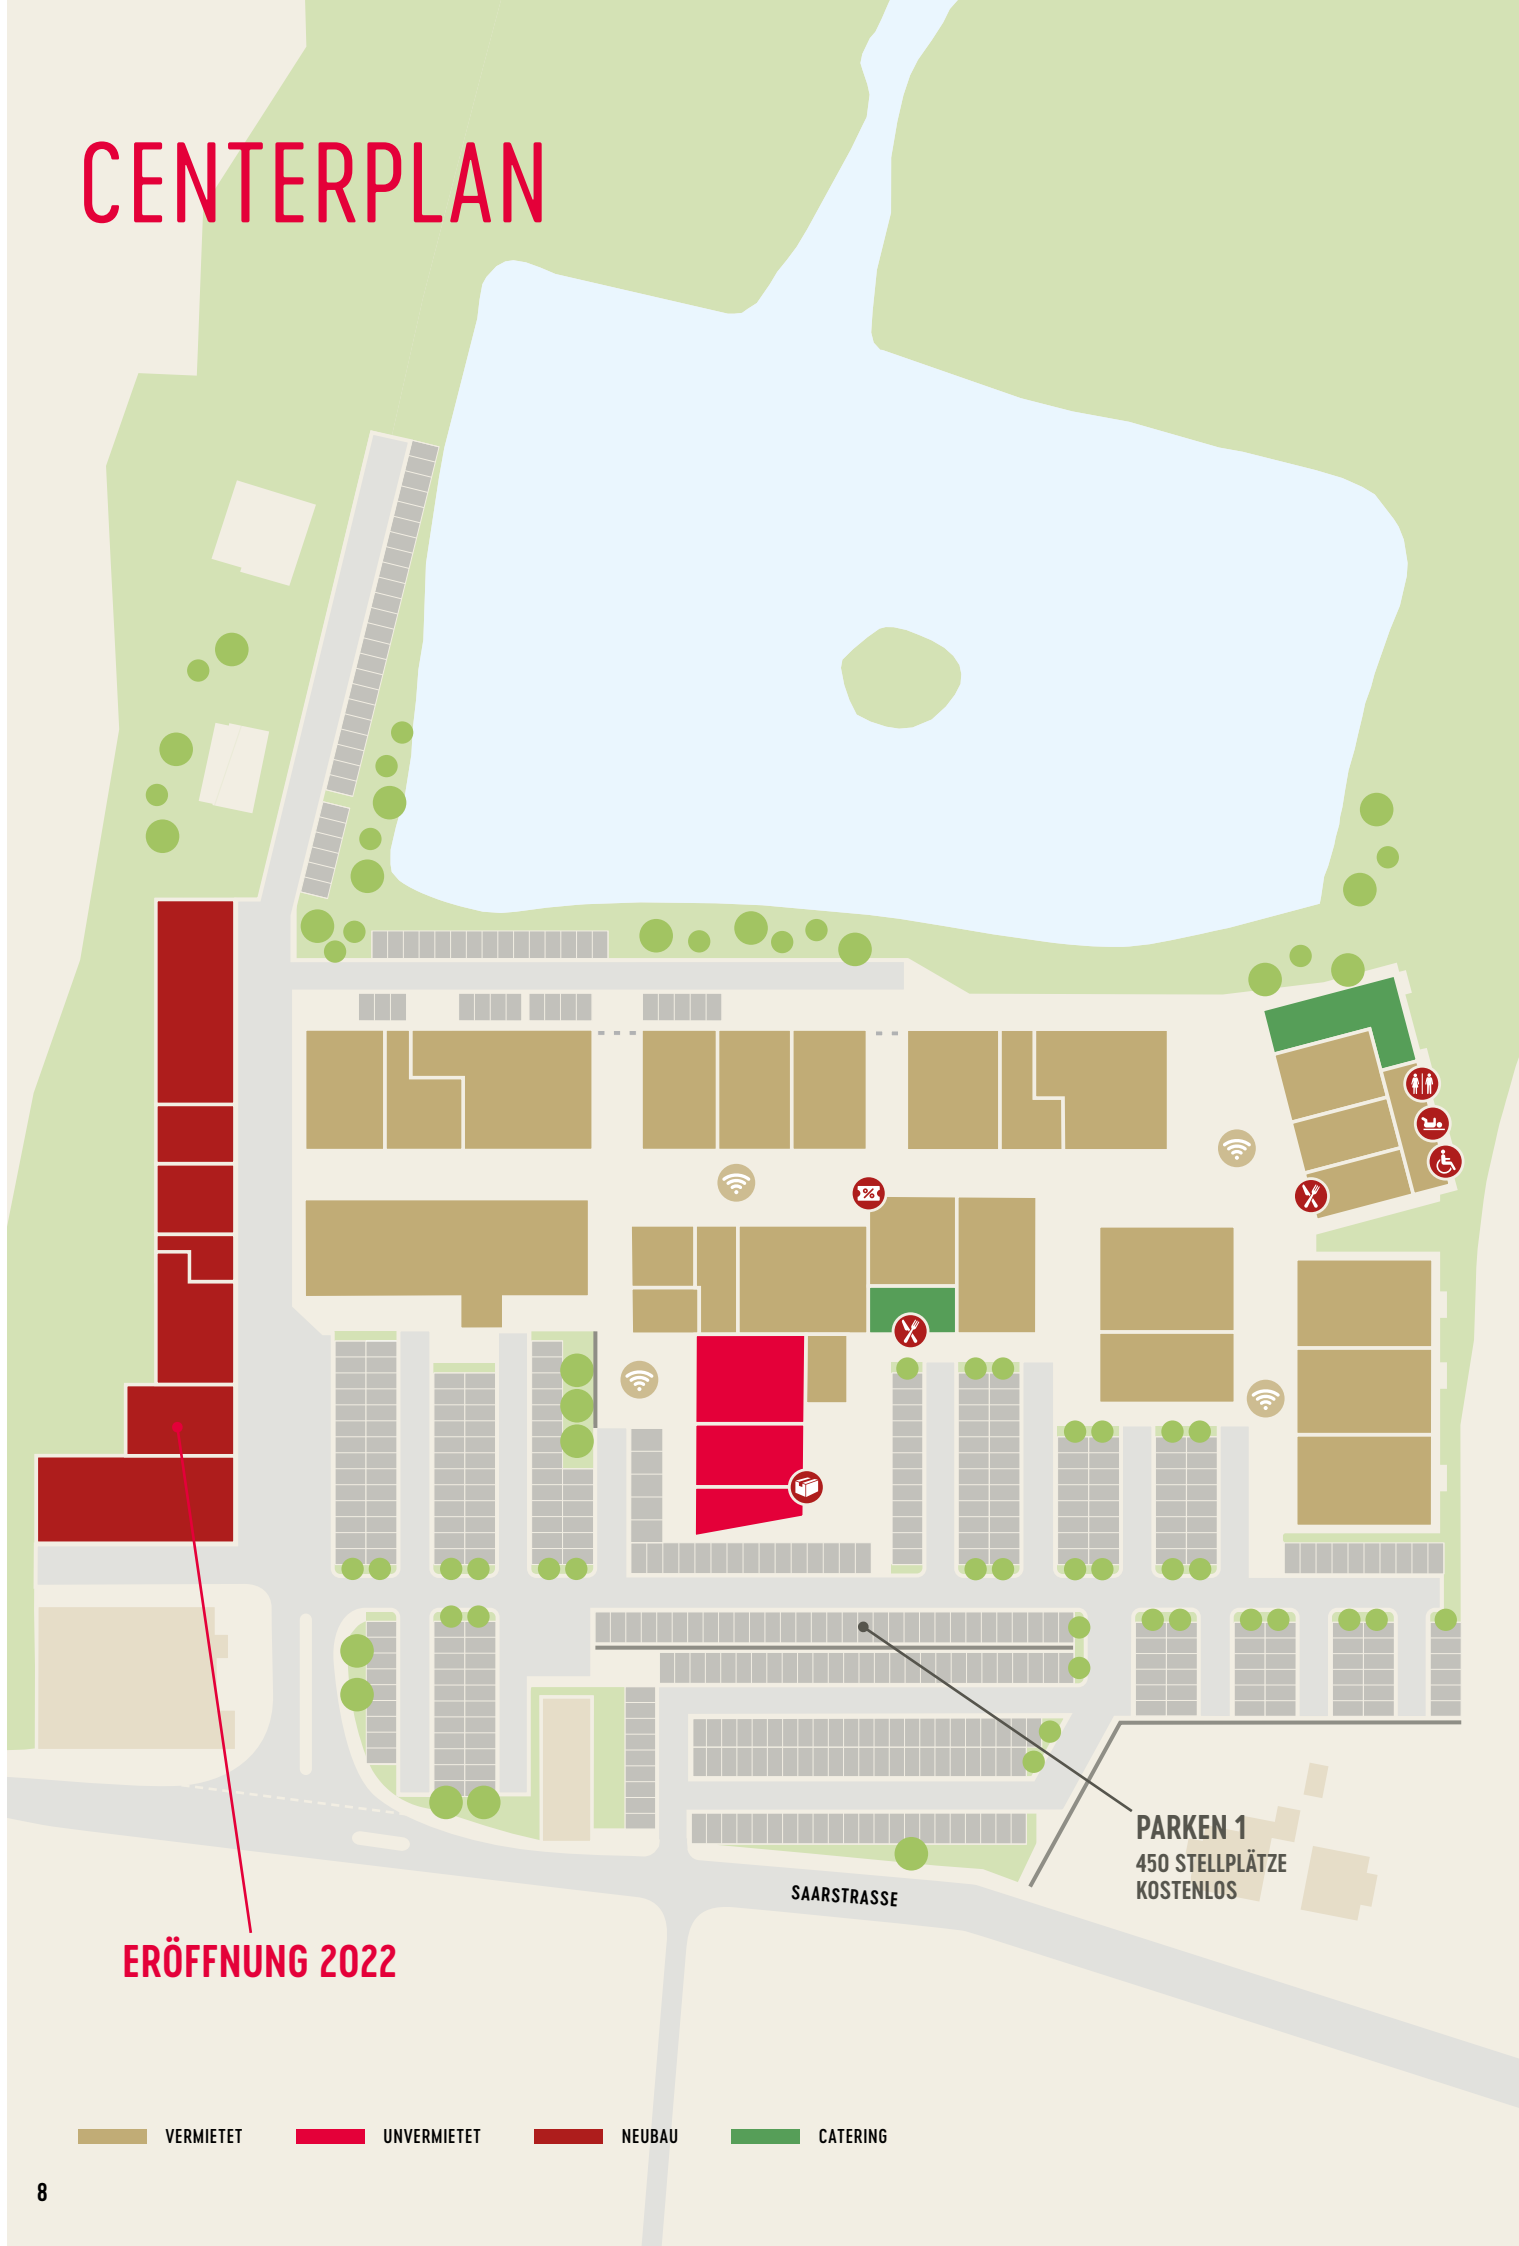 CENTERPLAN
PARKEN 1
450 STELLPLÄTZE
KOSTENLOS
SAARSTRASSE
ERÖFFNUNG 2022
VERMIETET
UNVERMIETET
NEUBAU
CATERING
8